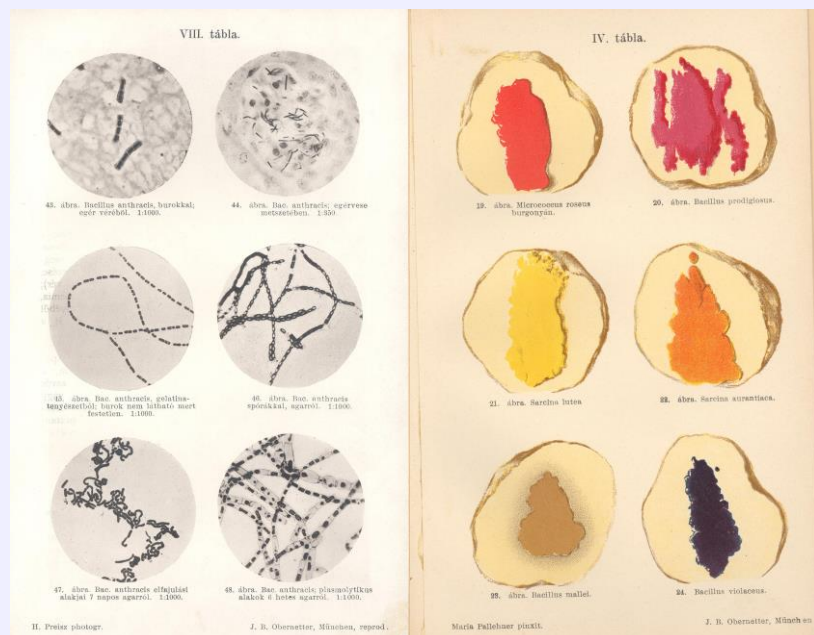 VIII. tábla.
43. ábra. Bacillus anthracis, burokkal;
egér véréből. 1:1000.
44. ábra. Bac. anthracis; egérvese
metszetében. 1:350.
45. ábra. Bac. anthracis, gelatina-
tenyészetből; burok nem látható mert
festetlen. 1:1000.
46. ábra. Bac. anthracis
spórákkal, agarról. 1:1000.
47. ábra. Bac. anthracis elfajulási
alakjai 7 napos agarról. 1:1000.
48. ábra. Bac. anthracis; plasmolytikus
alakok 6 hetes agarról. 1:1000.
H. Preisz photogr.
J. B. Obernetter, München, reprod.
IV. tábla.
19. ábra. Micrococcus roseus
burgonyán.
20. ábra. Bacillus prodigiosus.
21. ábra. Sarcina lutea
22. ábra. Sarcina aurantiaca.
23. ábra. Bacillus mallei.
24. Bacillus violaceus.
Maria Pallehner pinxit.
J. B. Obernetter, München